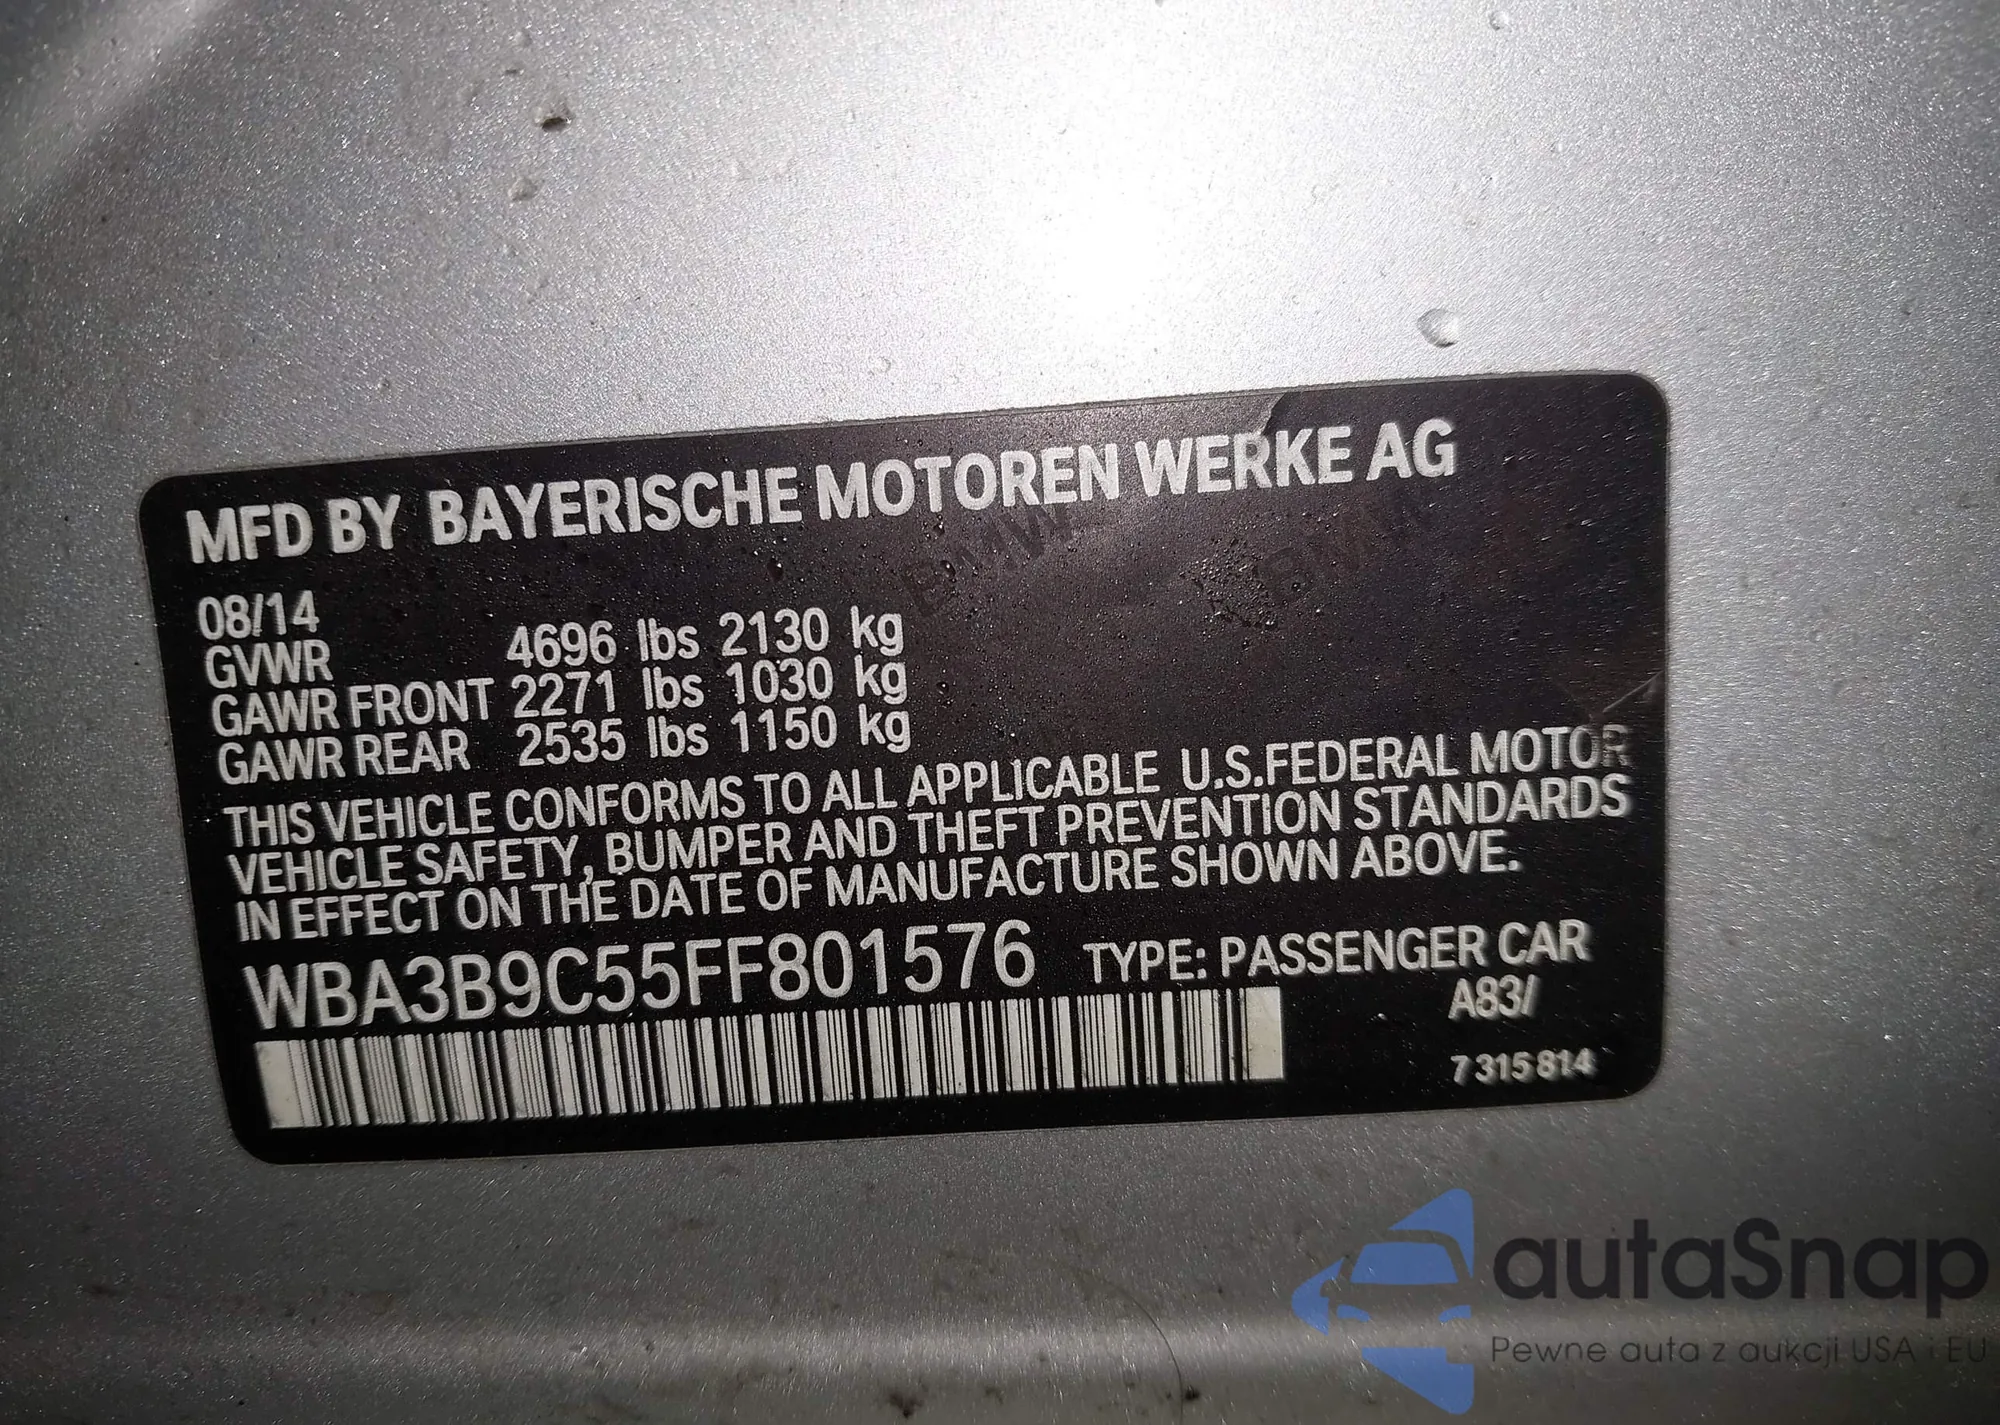 MFD BY BAYERISCHE MOTOREN WERKE AG
BMW BMW
08/14
GVWR 4696 lbs 2130 kg
GAWR FRONT 2271 lbs 1030 kg
GAWR REAR 2535 lbs 1150 kg
THIS VEHICLE CONFORMS TO ALL APPLICABLE U.S.FEDERAL MOTOR
VEHICLE SAFETY, BUMPER AND THEFT PREVENTION STANDARDS
IN EFFECT ON THE DATE OF MANUFACTURE SHOWN ABOVE.
WBA3B9C55FF801576 TYPE: PASSENGER CAR
A83/
7 315 814
autaSnap
Pewne auta z aukcji USA i EU